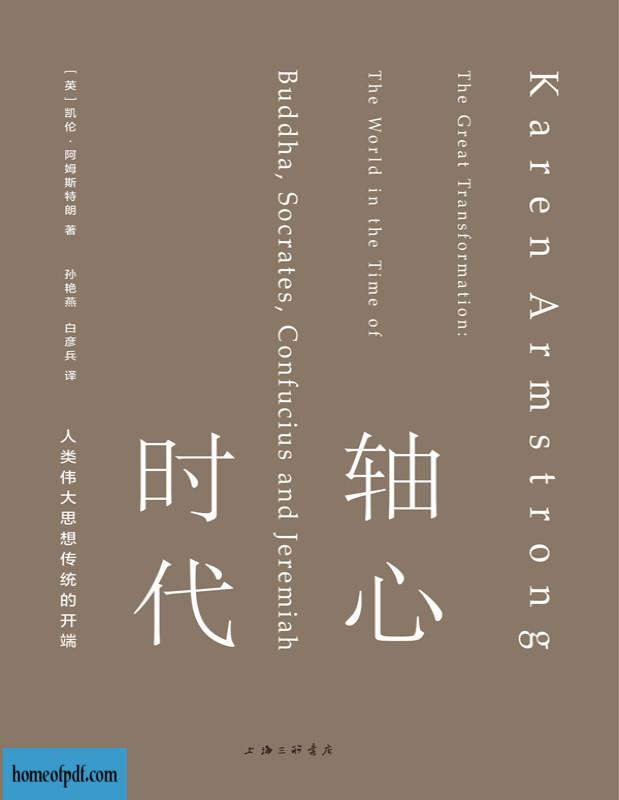 Karen Armstrong
The Great Transformation:
The World in the Time of
Buddha, Socrates, Confucius and Jeremiah
轴心
时代
[英]凯伦·阿姆斯特朗 著
孙艳燕 白彦兵 译
人类伟大思想传统的开端
上海三联书店
homeofpdf.com